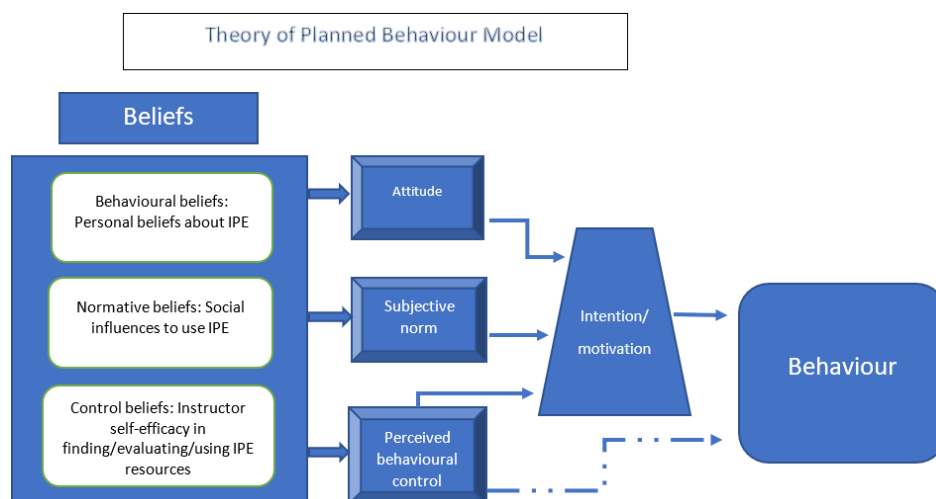 Theory of Planned Behaviour Model
Beliefs
Behavioural beliefs:
Personal beliefs about IPE
Attitude
Normative beliefs: Social
influences to use IPE
Subjective
norm
Intention/
motivation
Behaviour
Control beliefs: Instructor
self-efficacy in
finding/evaluating/using IPE
resources
Perceived
behavioural
control